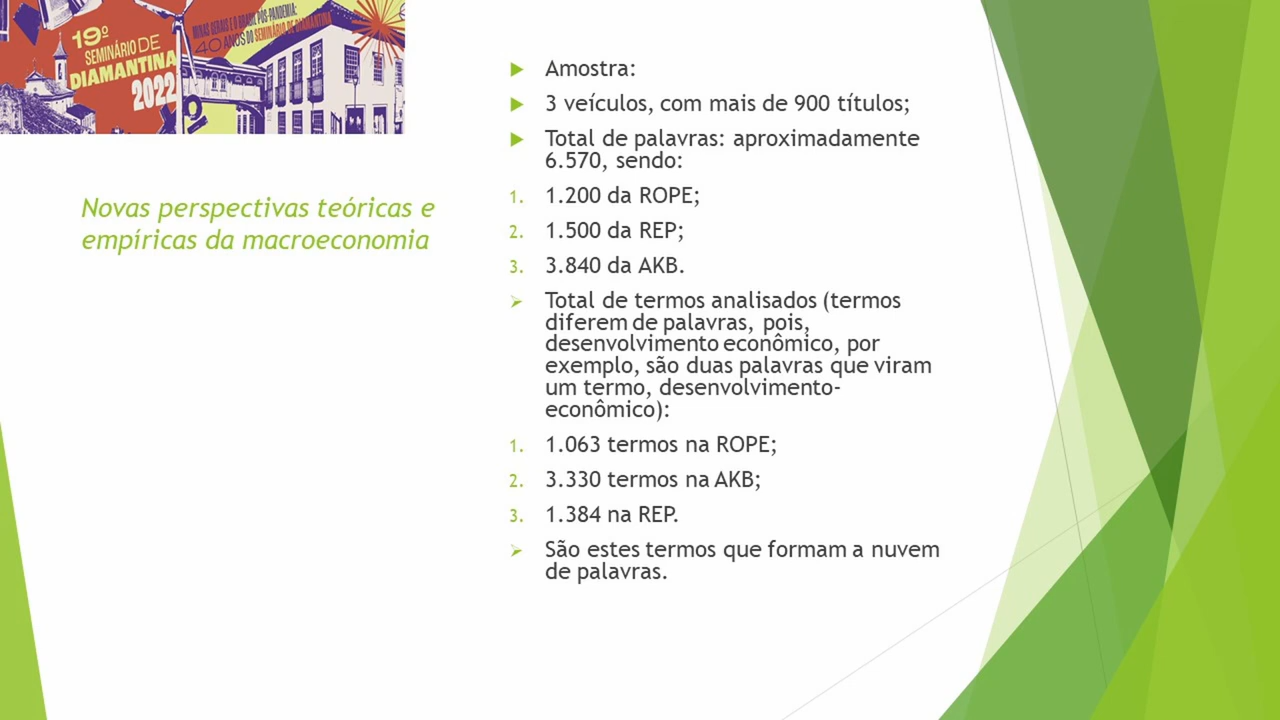 19º
SEMINÁRIO DE
DIAMANTINA
2022
MINAS GERAIS E O BRASIL PÓS-PANDEMIA:
40 ANOS DO SEMINÁRIO DE DIAMANTINA
Novas perspectivas teóricas e
empíricas da macroeconomia
Amostra:
3 veículos, com mais de 900 títulos;
Total de palavras: aproximadamente
6.570, sendo:
1. 1.200 da ROPE;
2. 1.500 da REP;
3. 3.840 da AKB.
Total de termos analisados (termos
diferem de palavras, pois,
desenvolvimento econômico, por
exemplo, são duas palavras que viram
um termo, desenvolvimento-
econômico):
1. 1.063 termos na ROPE;
2. 3.330 termos na AKB;
3. 1.384 na REP.
São estes termos que formam a nuvem
de palavras.